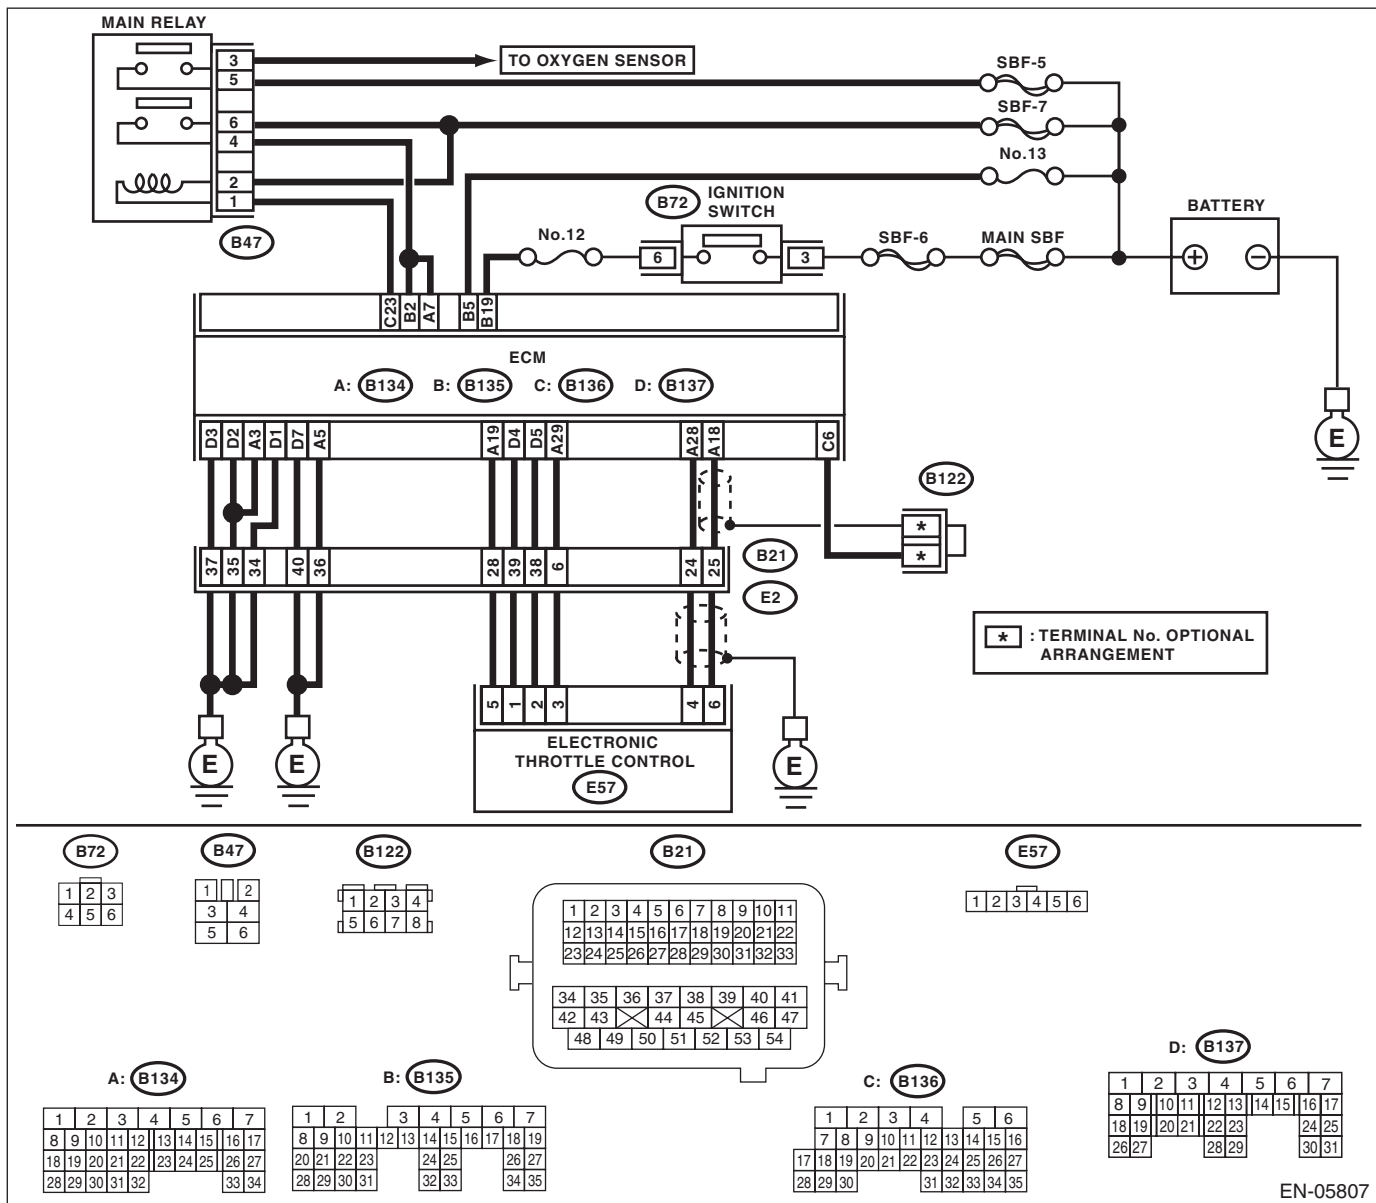 MAIN RELAY
3
TO OXYGEN SENSOR
5
SBF-5
6
SBF-7
4
No.13
2
1
B47
B72
IGNITION
SWITCH
BATTERY
No.12
6
3
SBF-6
MAIN SBF
+ −
C23 B2 A7 B5 B19
ECM
A: B134 B: B135 C: B136 D: B137
D3 D2 A3 D1 D7 A5 A19 D4 D5 A29 A28 A18 C6
E
B122
*
*
37 35 34 40 36 28 39 38 6 24 25
B21
E2
* : TERMINAL No. OPTIONAL
ARRANGEMENT
5 1 2 3 4 6
E E E
ELECTRONIC
THROTTLE CONTROL
E57
B72
1 2 3
4 5 6
B47
1 2
3 4
5 6
B122
1 2 3 4
5 6 7 8
B21
1 2 3 4 5 6 7 8 9 10 11
12 13 14 15 16 17 18 19 20 21 22
23 24 25 26 27 28 29 30 31 32 33
34 35 36 37 38 39 40 41
42 43 44 45 46 47
48 49 50 51 52 53 54
E57
1 2 3 4 5 6
A: B134
1 2 3 4 5 6 7
8 9 10 11 12 13 14 15 16 17
18 19 20 21 22 23 24 25 26 27
28 29 30 31 32 33 34
B: B135
1 2 3 4 5 6 7
8 9 10 11 12 13 14 15 16 17 18 19
20 21 22 23 24 25 26 27
28 29 30 31 32 33 34 35
C: B136
1 2 3 4 5 6
7 8 9 10 11 12 13 14 15 16
17 18 19 20 21 22 23 24 25 26 27
28 29 30 31 32 33 34 35
D: B137
1 2 3 4 5 6 7
8 9 10 11 12 13 14 15 16 17
18 19 20 21 22 23 24 25
26 27 28 29 30 31
EN-05807